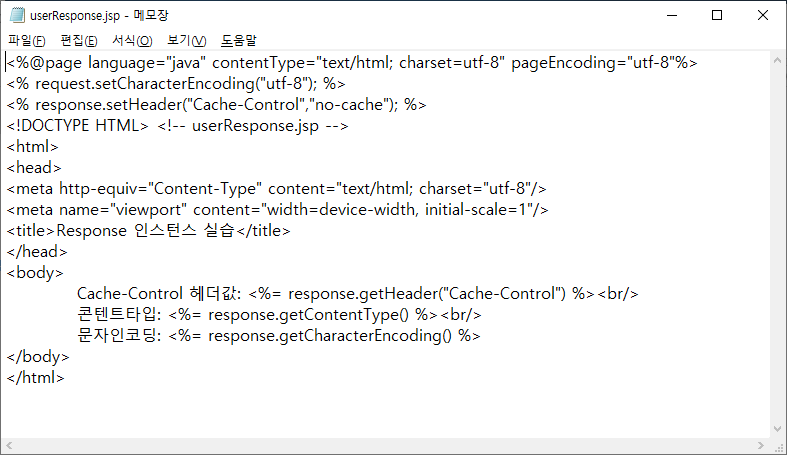 userResponse.jsp - 메모장
파일(F) 편집(E) 서식(O) 보기(V) 도움말
<%@page language="java" contentType="text/html; charset=utf-8" pageEncoding="utf-8"%>
<% request.setCharacterEncoding("utf-8"); %>
<% response.setHeader("Cache-Control","no-cache"); %>
<!DOCTYPE HTML> <!-- userResponse.jsp -->
<html>
<head>
<meta http-equiv="Content-Type" content="text/html; charset="utf-8"/>
<meta name="viewport" content="width=device-width, initial-scale=1"/>
<title>Response 인스턴스 실습</title>
</head>
<body>
Cache-Control 헤더값: <%= response.getHeader("Cache-Control") %><br/>
콘텐트타입: <%= response.getContentType() %><br/>
문자인코딩: <%= response.getCharacterEncoding() %>
</body>
</html>